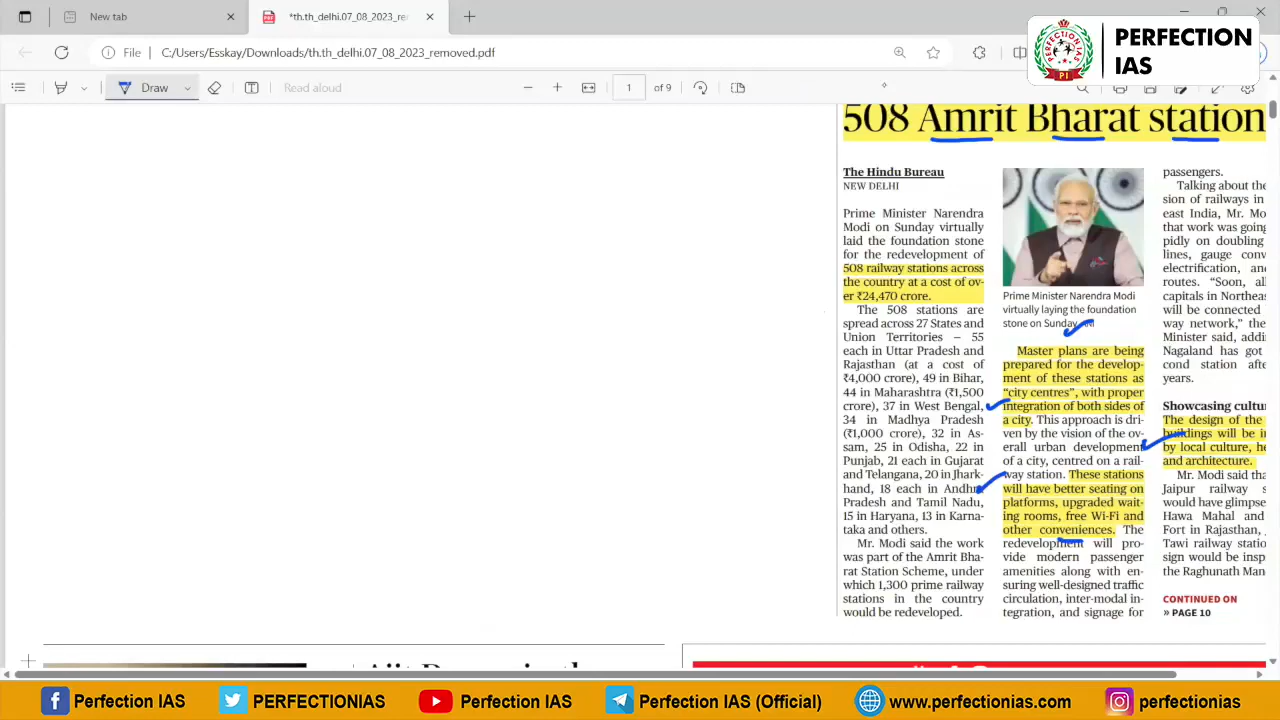 New tab
*th.th_delhi.07_08_2023_rem
File
C:/Users/Esskay/Downloads/th.th_delhi.07_08_2023_removed.pdf
PERFECTION
IAS
Draw
Read aloud
1
of 9
508 Amrit Bharat station
The Hindu Bureau
NEW DELHI
Prime Minister Narendra
Modi on Sunday virtually
laid the foundation stone
for the redevelopment of
508 railway stations across
the country at a cost of ov-
er ₹24,470 crore.
The 508 stations are
spread across 27 States and
Union Territories – 55
each in Uttar Pradesh and
Rajasthan (at a cost of
₹4,000 crore), 49 in Bihar,
44 in Maharashtra (₹1,500
crore), 37 in West Bengal,
34 in Madhya Pradesh
(₹1,000 crore), 32 in As-
sam, 25 in Odisha, 22 in
Punjab, 21 each in Gujarat
and Telangana, 20 in Jhark-
hand, 18 each in Andhra
Pradesh and Tamil Nadu,
15 in Haryana, 13 in Karna-
taka and others.
Mr. Modi said the work
was part of the Amrit Bha-
rat Station Scheme, under
which 1,300 prime railway
stations in the country
would be redeveloped.
Prime Minister Narendra Modi
virtually laying the foundation
stone on Sunday.
Master plans are being
prepared for the develop-
ment of these stations as
“city centres”, with proper
integration of both sides of
a city. This approach is dri-
ven by the vision of the ov-
erall urban development
of a city, centred on a rail-
way station. These stations
will have better seating on
platforms, upgraded wait-
ing rooms, free Wi-Fi and
other conveniences. The
redevelopment will pro-
vide modern passenger
amenities along with en-
suring well-designed traffic
circulation, inter-modal in-
tegration, and signage for
passengers.
Talking about the
sion of railways in
east India, Mr. Mo
that work was going
pidly on doubling
lines, gauge conv
electrification, and
routes. “Soon, all
capitals in Northeas
will be connected
way network,” the
Minister said, addin
Nagaland has got
cond station afte
years.
Showcasing cultu
The design of the
buildings will be in
by local culture, he
and architecture.
Mr. Modi said tha
Jaipur railway s
would have glimpse
Hawa Mahal and
Fort in Rajasthan,
Tawi railway statio
sign would be insp
the Raghunath Man
CONTINUED ON
» PAGE 10
Perfection IAS
PERFECTIONIAS
Perfection IAS
Perfection IAS (Official)
www.perfectionias.com
perfectionias